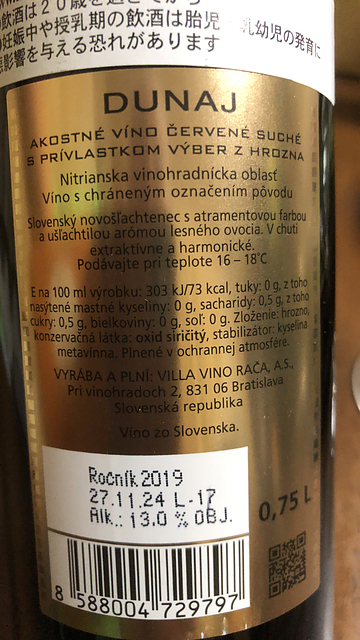 飲酒は20歳を過ぎてから
妊娠中や授乳期の飲酒は胎児・乳幼児の発育に
悪影響を与える恐れがあります
DUNAJ
AKOSTNÉ VÍNO ČERVENÉ SUCHÉ
S PRÍVLASTKOM VÝBER Z HROZNA
Nitrianska vinohradnícka oblasť
Víno s chráneným označením pôvodu
Slovenský novošľachtenec s atramentovou farbou
a ušľachtilou arómou lesného ovocia. V chuti
extraktívne a harmonické.
Podávajte pri teplote 16 – 18°C
E na 100 ml výrobku: 303 kJ/73 kcal, tuky: 0 g, z toho
nasýtené mastné kyseliny: 0 g, sacharidy: 0,5 g, z toho
cukry: 0,5 g, bielkoviny: 0 g, soľ: 0 g. Zloženie: hrozno,
konzervačná látka: oxid siričitý, stabilizátor: kyselina
metavínna. Plnené v ochrannej atmosfére.
VYRÁBA A PLNÍ: VILLA VINO RAČA, A.S.,
Pri vinohradoch 2, 831 06 Bratislava
Slovenská republika
Víno zo Slovenska.
Ročník 2019
27.11.24 L-17
Alk.: 13.0 % OBJ.
0,75 L
8 588004 729797